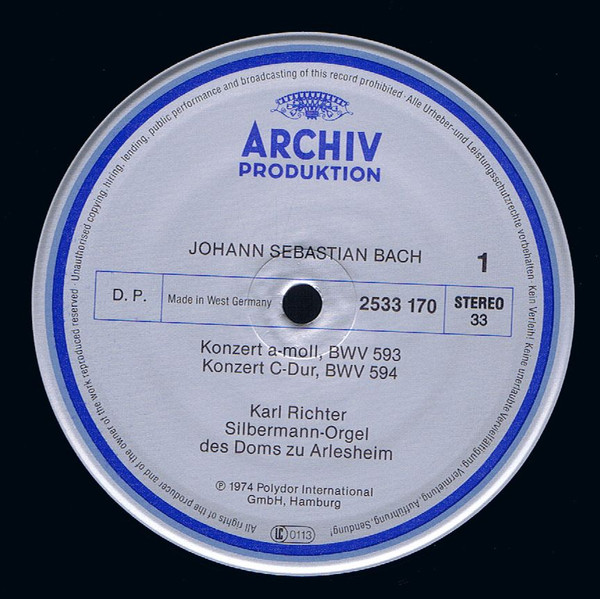 All rights of the producer and of the owner of the work reproduced reserved · Unauthorised copying, hiring, lending, public performance and broadcasting of this record prohibited · Alle Urheber-und Leistungsschutzrechte vorbehalten · Kein Verleih! Keine unerlaubte Vervielfältigung, Vermietung, Aufführung, Sendung!
ARCHIV
PRODUKTION
JOHANN SEBASTIAN BACH
1
D. P.
Made in West Germany
2533 170
STEREO
33
Konzert a-moll, BWV 593
Konzert C-Dur, BWV 594
Karl Richter
Silbermann-Orgel
des Doms zu Arlesheim
℗ 1974 Polydor International
GmbH, Hamburg
LC 0113